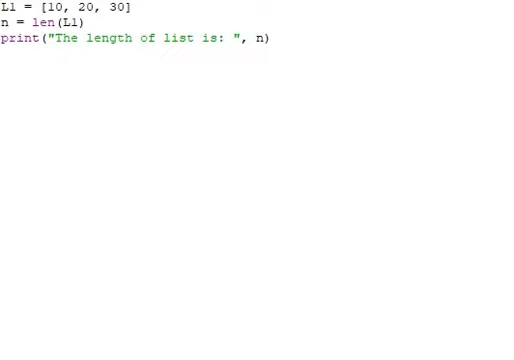 L1 = [10, 20, 30]
n = len(L1)
print("The length of list is: ", n)